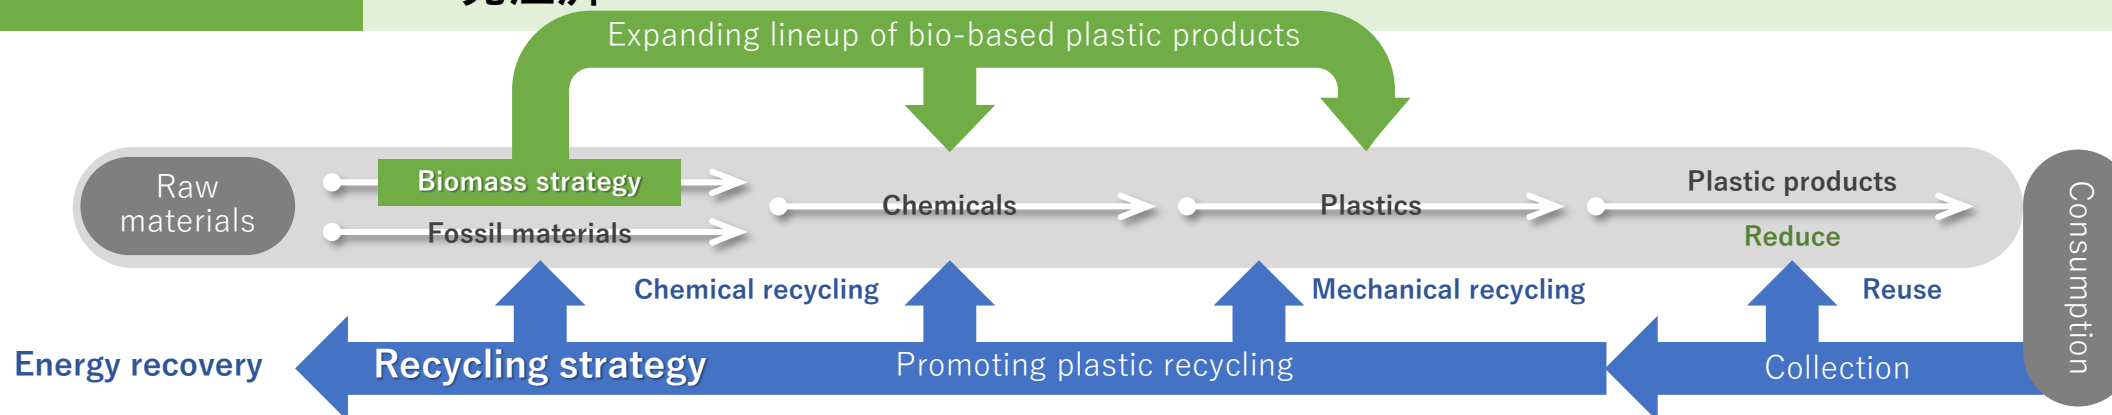 Expanding lineup of bio-based plastic products
Raw
materials
Biomass strategy
Fossil materials
Chemicals
Plastics
Plastic products
Reduce
Consumption
Chemical recycling
Mechanical recycling
Reuse
Energy recovery
Recycling strategy
Promoting plastic recycling
Collection